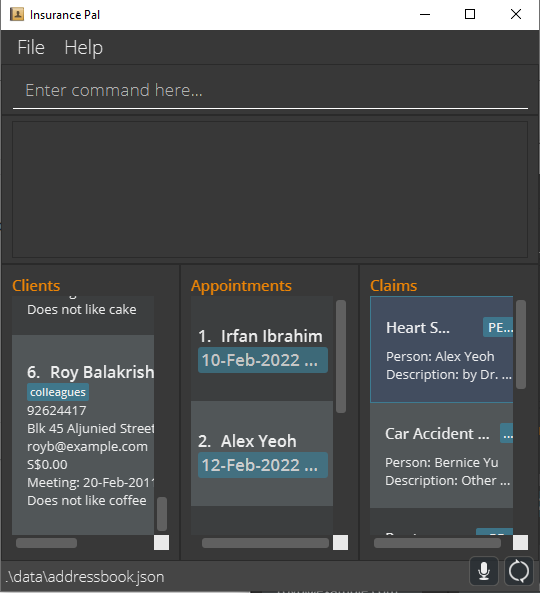 Insurance Pal
File Help
Enter command here...
Clients
Does not like cake
6. Roy Balakrish
colleagues
92624417
Blk 45 Aljunied Street
royb@example.com
S$0.00
Meeting: 20-Feb-2011
Does not like coffee
Appointments
1. Irfan Ibrahim
10-Feb-2022 ...
2. Alex Yeoh
12-Feb-2022 ...
Claims
Heart S... PE...
Person: Alex Yeoh
Description: by Dr. ...
Car Accident ... ...
Person: Bernice Yu
Description: Other ...
.\data\addressbook.json